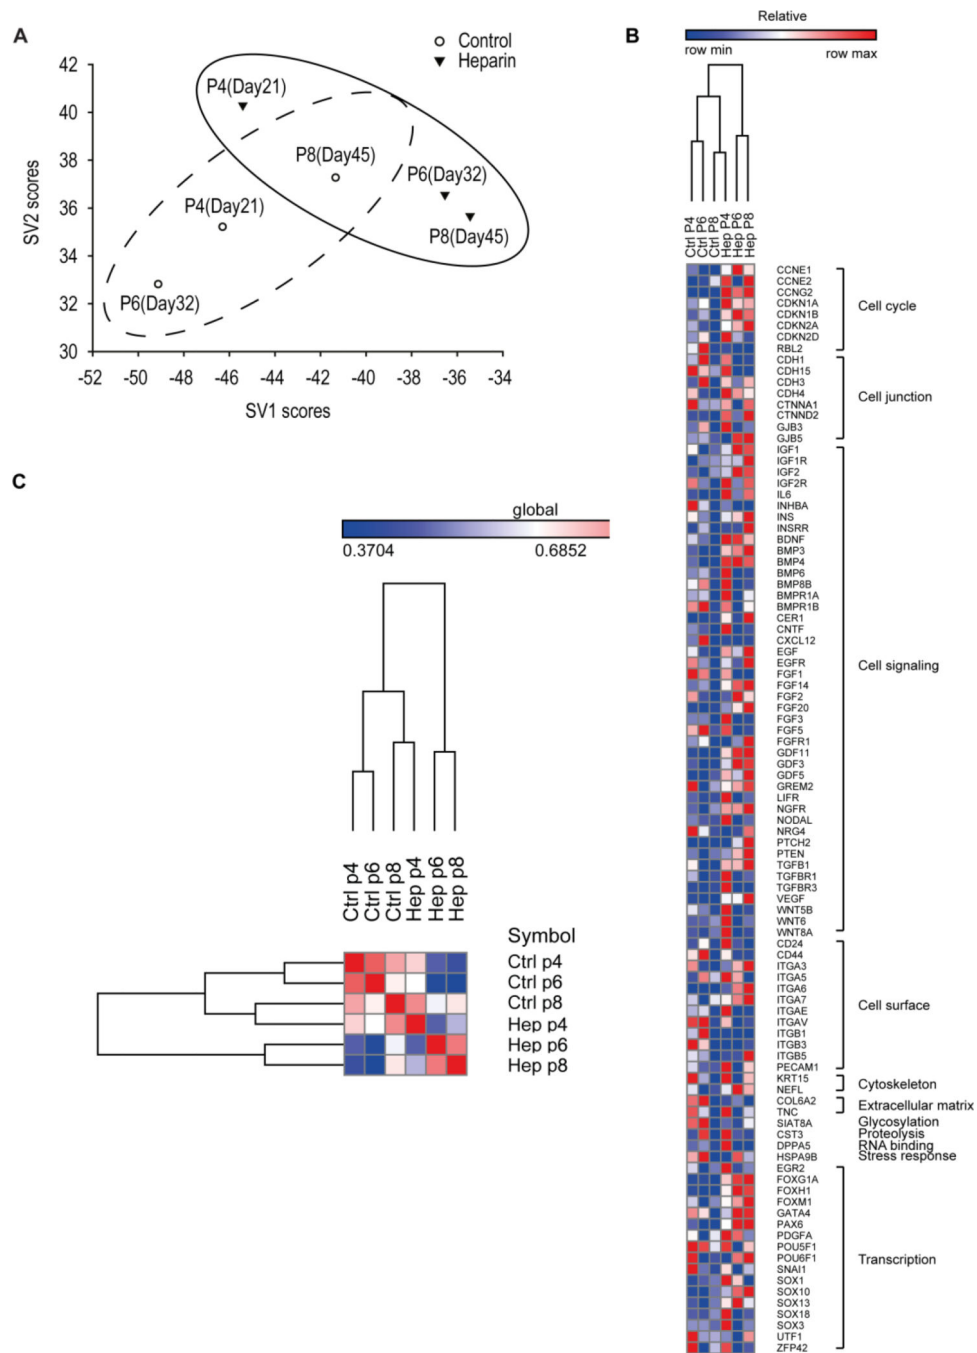 A
Control
Heparin
42
40
38
36
34
32
30
SV2 scores
P4(Day21)
P8(Day45)
P6(Day32)
P4(Day21)
P8(Day45)
P6(Day32)
-52 -50 -48 -46 -44 -42 -40 -38 -36 -34
SV1 scores
B
Relative
row min row max
Ctrl P4
Ctrl P6
Ctrl P8
Hep P4
Hep P6
Hep P8
CCNE1
CCNE2
CCNG2
CDKN1A
CDKN1B
CDKN2A
CDKN2D
RBL2
Cell cycle
CDH1
CDH15
CDH3
CDH4
CTNNA1
CTNND2
GJB3
GJB5
Cell junction
IGF1
IGF1R
IGF2
IGF2R
IL6
INHBA
INS
INSRR
BDNF
BMP3
BMP4
BMP6
BMP8B
BMPR1A
BMPR1B
CER1
CNTF
CXCL12
EGF
EGFR
FGF1
FGF14
FGF2
FGF20
FGF3
FGF5
FGFR1
GDF11
GDF3
GDF5
GREM2
LIFR
NGFR
NODAL
NRG4
PTCH2
PTEN
TGFB1
TGFBR1
TGFBR3
VEGF
WNT5B
WNT6
WNT8A
Cell signaling
CD24
CD44
ITGA3
ITGA5
ITGA6
ITGA7
ITGAE
ITGAV
ITGB1
ITGB3
ITGB5
PECAM1
Cell surface
KRT15
NEFL
Cytoskeleton
COL6A2
TNC
Extracellular matrix
SIAT8A
Glycosylation
CST3
Proteolysis
DPPA5
RNA binding
HSPA9B
Stress response
EGR2
FOXG1A
FOXH1
FOXM1
GATA4
PAX6
PDGFA
POU5F1
POU6F1
SNAI1
SOX1
SOX10
SOX13
SOX18
SOX3
UTF1
ZFP42
Transcription
C
global
0.3704 0.6852
Ctrl p4
Ctrl p6
Ctrl p8
Hep p4
Hep p6
Hep p8
Symbol
Ctrl p4
Ctrl p6
Ctrl p8
Hep p4
Hep p6
Hep p8